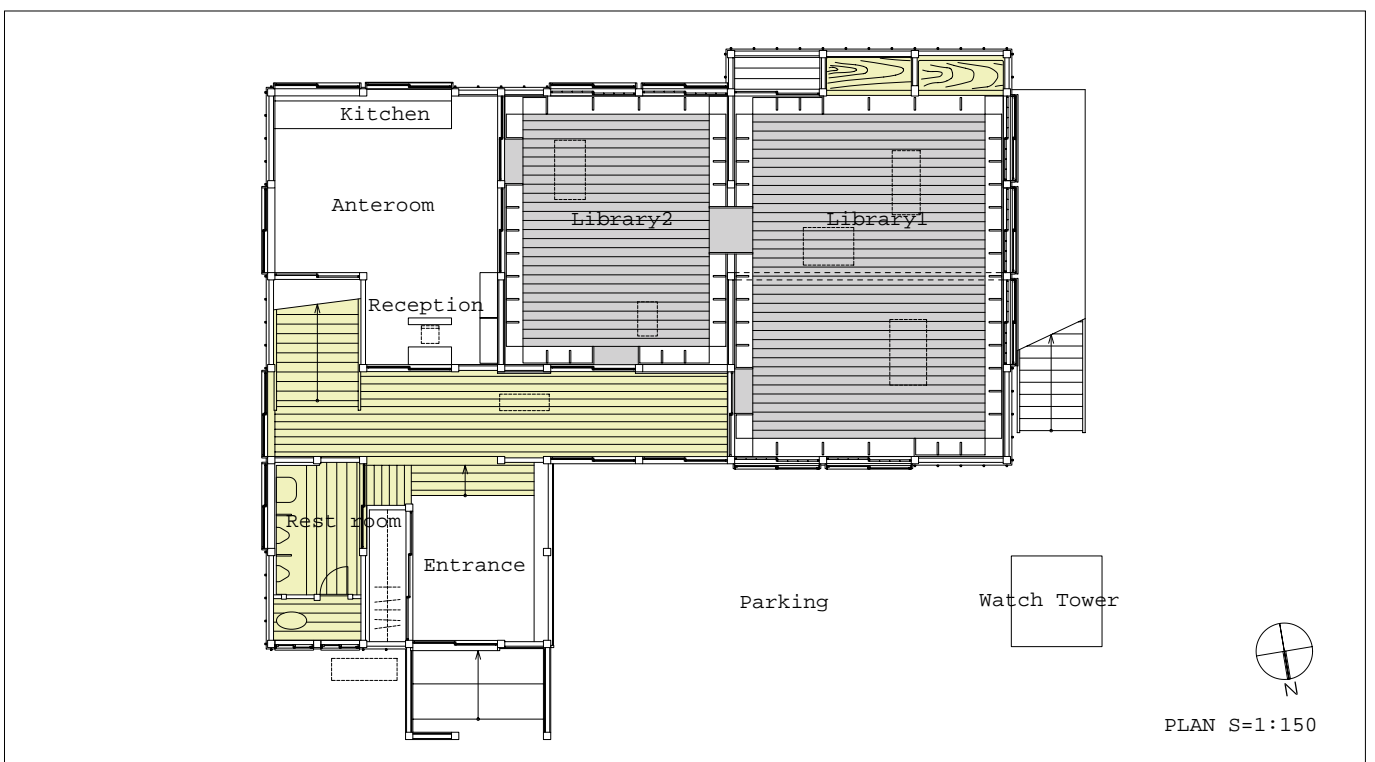 Kitchen
Anteroom
Library2
Library1
Reception
Rest room
Entrance
Parking
Watch Tower
N
PLAN S=1:150